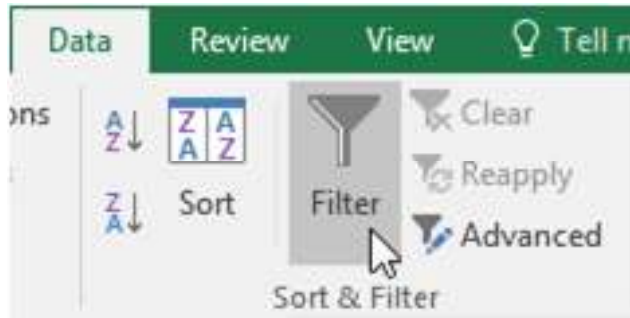 Data Review View Tell m
ons
A Z
Z A
A Z
Sort
Z A
Filter
Clear
Reapply
Advanced
Sort & Filter